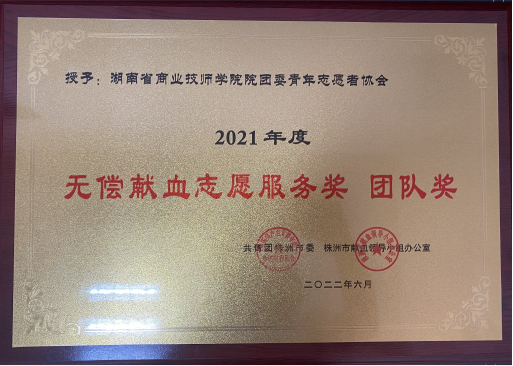 授予：湖南省商业技师学院院团委青年志愿者协会
2021年度
无偿献血志愿服务奖 团队奖
共青团株洲市委 株洲市献血领导小组办公室
二〇二二年六月